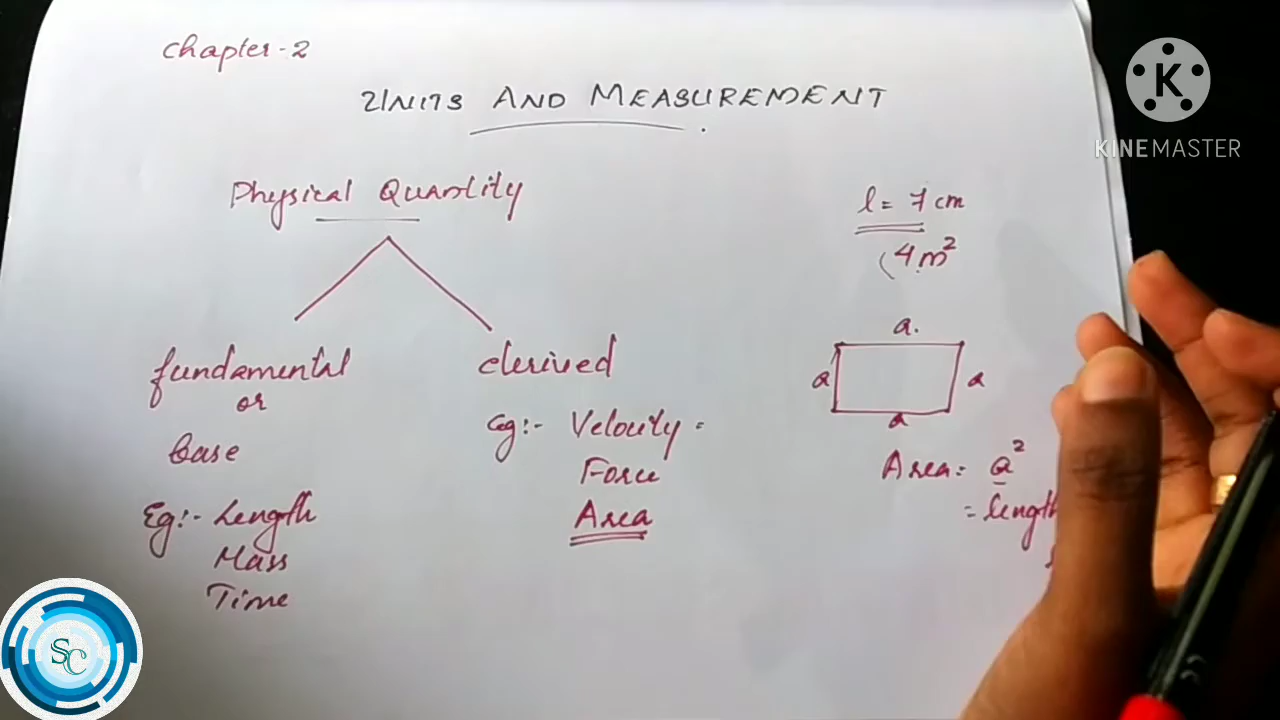 Chapter-2
UNITS AND MEASUREMENT
Physical Quantity
fundamental
or
base
Eg:- Length
Mass
Time
derived
eg:- Velocity =
Force
Area
l = 7 cm
(4 m²
a.
a
a
a
Area = a²
= length
KINEMASTER
K
SC